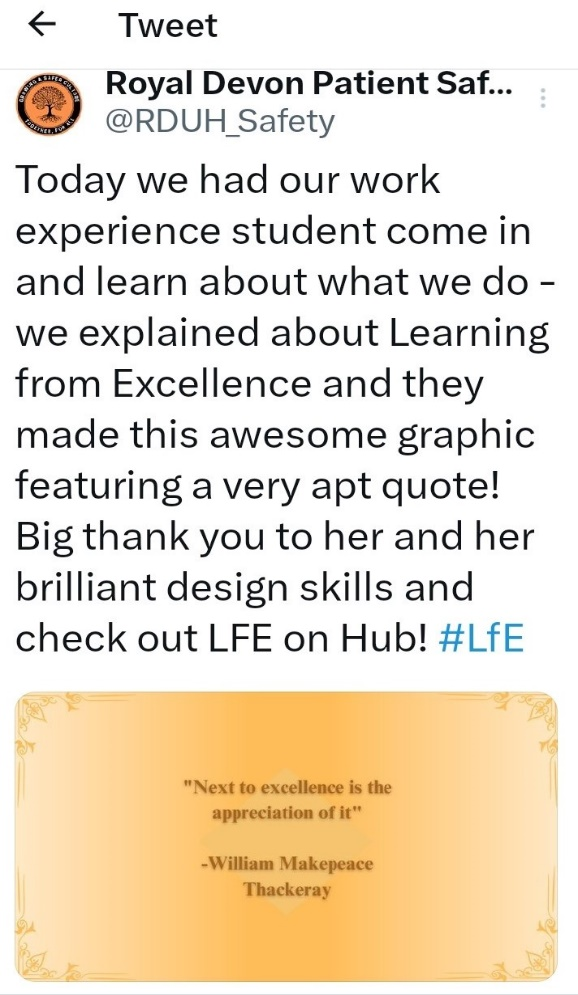 Tweet
Royal Devon Patient Saf...
@RDUH_Safety
Today we had our work
experience student come in
and learn about what we do -
we explained about Learning
from Excellence and they
made this awesome graphic
featuring a very apt quote!
Big thank you to her and her
brilliant design skills and
check out LFE on Hub! #LfE
"Next to excellence is the
appreciation of it"
-William Makepeace
Thackeray